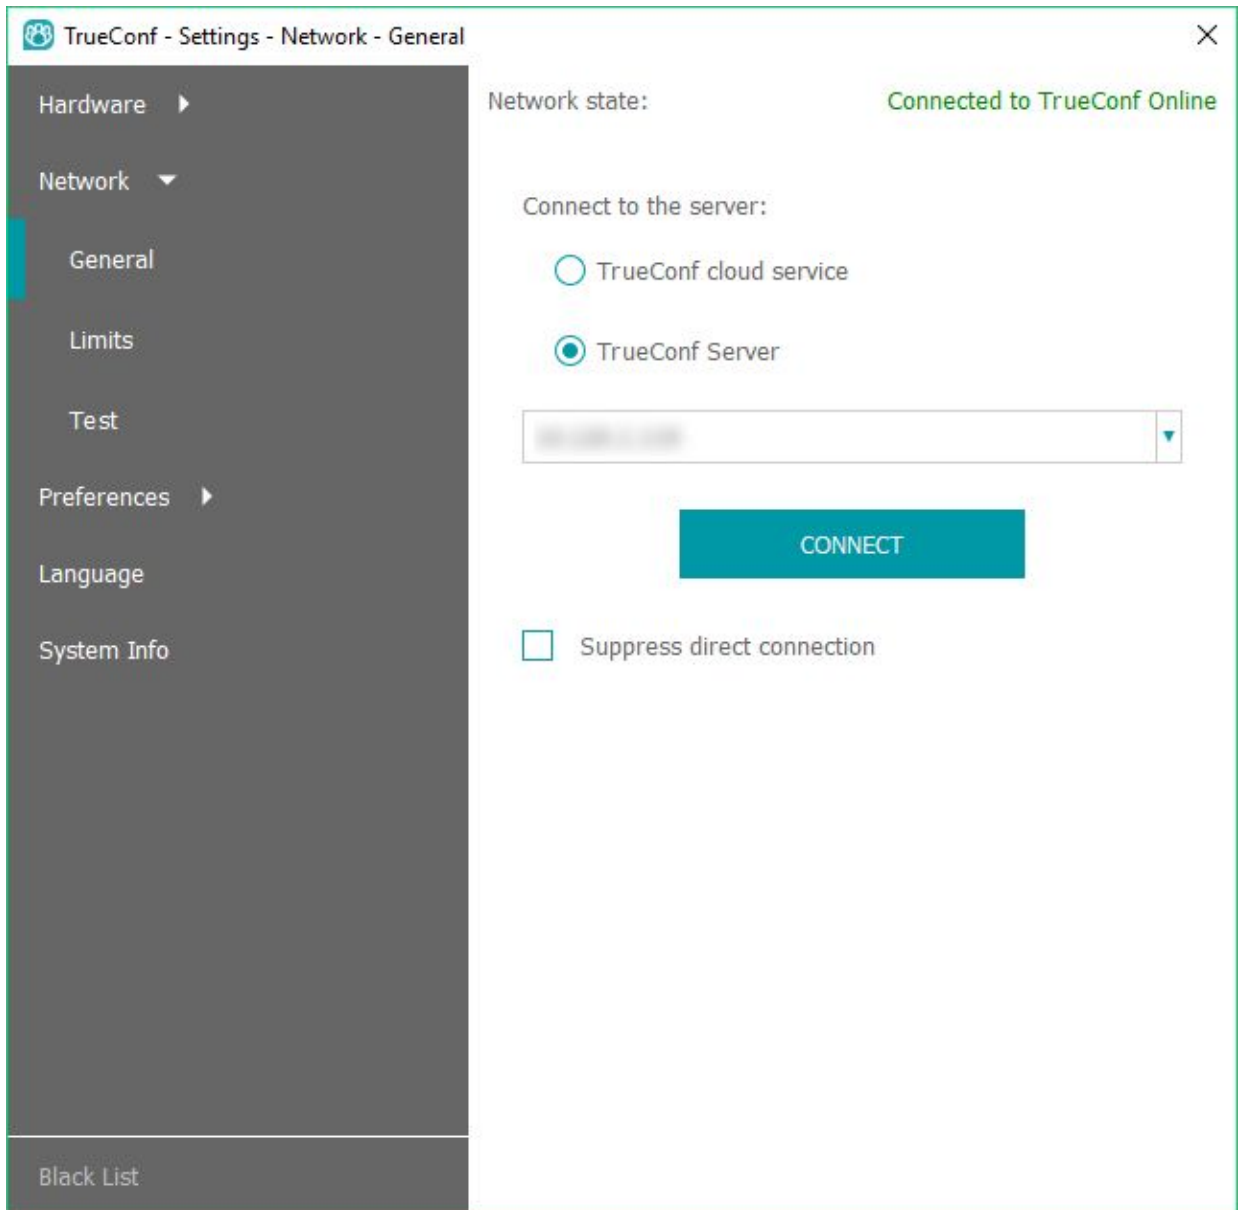 TrueConf - Settings - Network - General
Hardware
Network
General
Limits
Test
Preferences
Language
System Info
Black List
Network state: Connected to TrueConf Online
Connect to the server:
TrueConf cloud service
TrueConf Server
CONNECT
Suppress direct connection